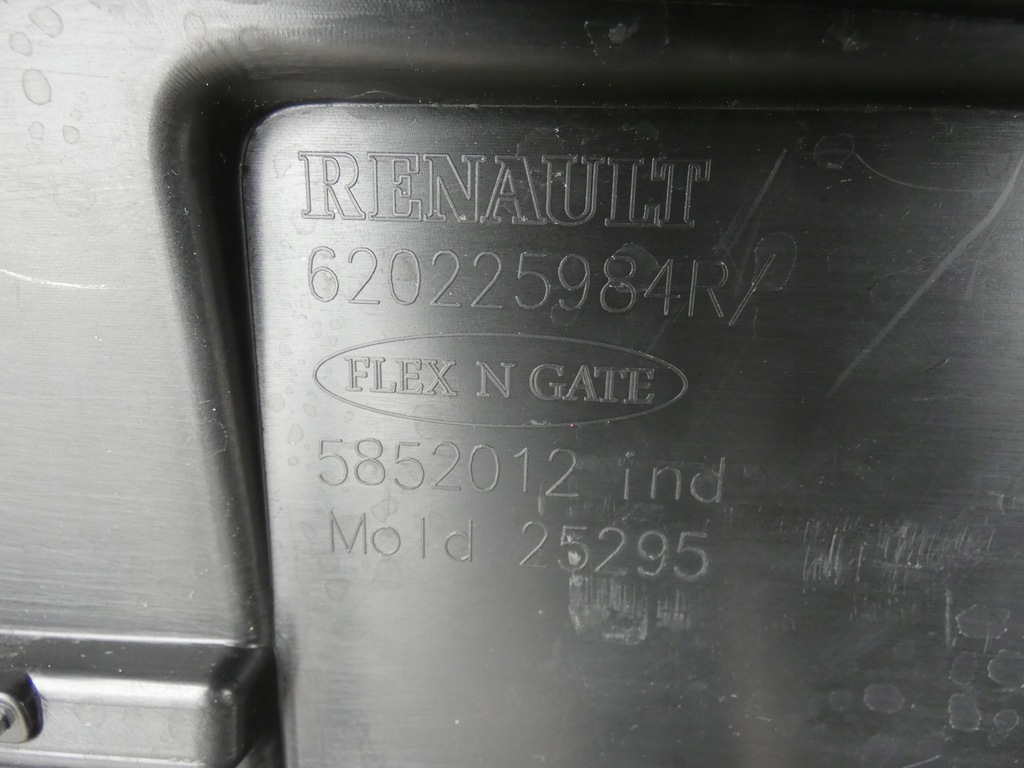 RENAULT
620225984R/
FLEX N GATE
5852012 ind
Mold 25295